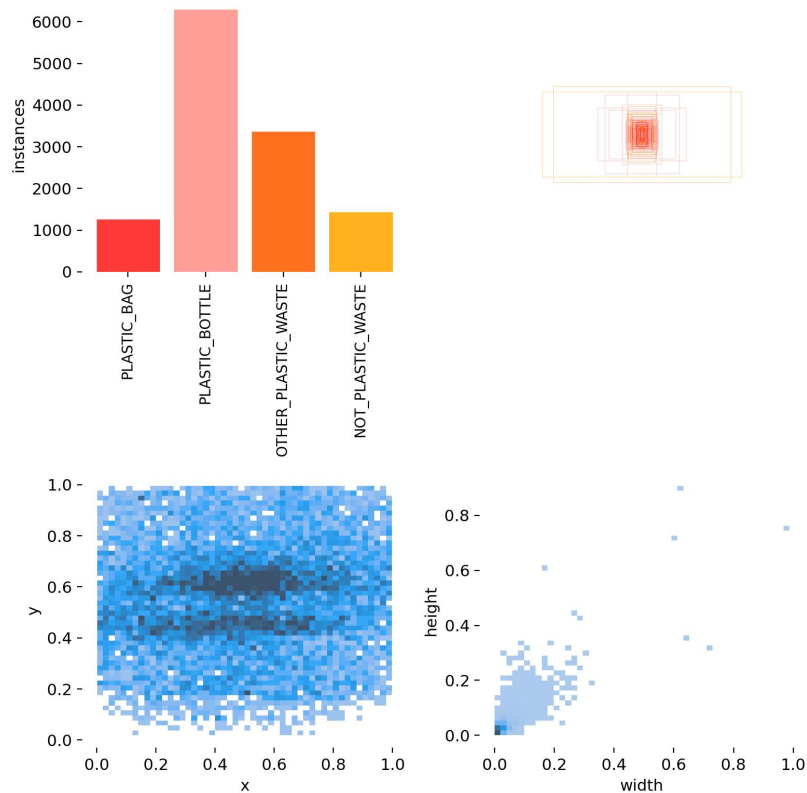 6000
5000
4000
3000
2000
1000
0
instances
PLASTIC_BAG
PLASTIC_BOTTLE
OTHER_PLASTIC_WASTE
NOT_PLASTIC_WASTE
1.0
0.8
0.6
0.4
0.2
0.0
y
0.0 0.2 0.4 0.6 0.8 1.0
x
0.8
0.6
0.4
0.2
0.0
height
0.0 0.2 0.4 0.6 0.8 1.0
width